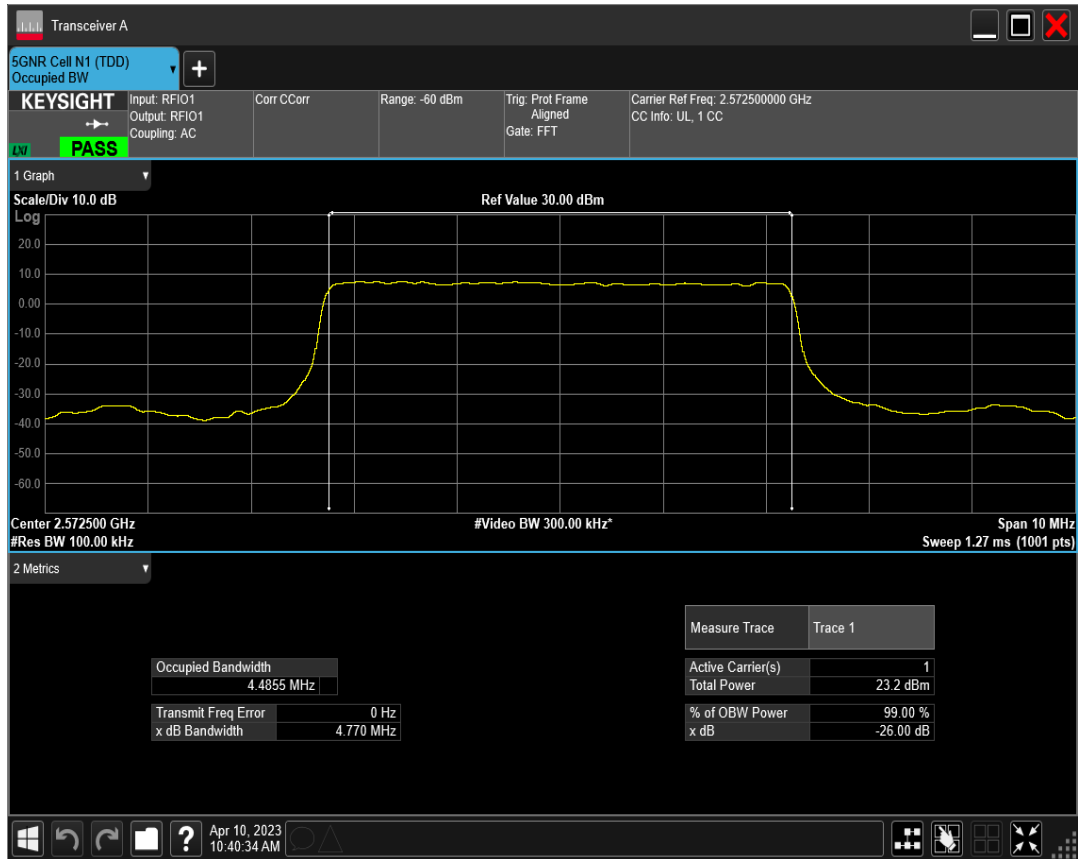 Transceiver A
5GNR Cell N1 (TDD)
Occupied BW
+
KEYSIGHT
LXI
PASS
Input: RFIO1
Output: RFIO1
Coupling: AC
Corr CCorr
Range: -60 dBm
Trig: Prot Frame
Aligned
Gate: FFT
Carrier Ref Freq: 2.572500000 GHz
CC Info: UL, 1 CC
1 Graph
Scale/Div 10.0 dB
Ref Value 30.00 dBm
Log
20.0
10.0
0.00
-10.0
-20.0
-30.0
-40.0
-50.0
-60.0
Center 2.572500 GHz
#Video BW 300.00 kHz*
Span 10 MHz
#Res BW 100.00 kHz
Sweep 1.27 ms (1001 pts)
2 Metrics
Measure Trace Trace 1
Occupied Bandwidth
4.4855 MHz
Active Carrier(s) 1
Total Power 23.2 dBm
Transmit Freq Error 0 Hz
x dB Bandwidth 4.770 MHz
% of OBW Power 99.00 %
x dB -26.00 dB
?
Apr 10, 2023
10:40:34 AM